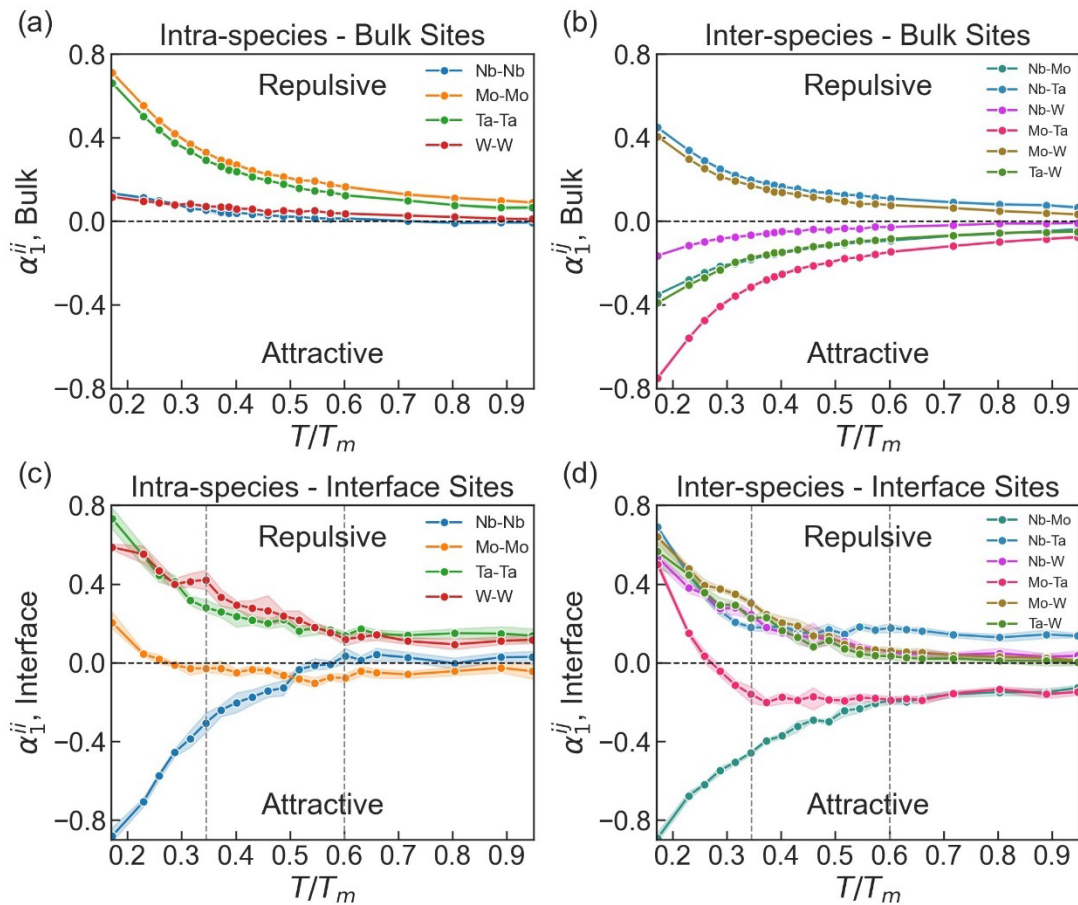 (a)
Intra-species - Bulk Sites
0.8
0.4
0.0
−0.4
−0.8
α₁ⁱʲ, Bulk
Repulsive
Attractive
Nb-Nb
Mo-Mo
Ta-Ta
W-W
0.2 0.3 0.4 0.5 0.6 0.7 0.8 0.9
T/Tₘ
(b)
Inter-species - Bulk Sites
0.8
0.4
0.0
−0.4
−0.8
α₁ⁱʲ, Bulk
Repulsive
Attractive
Nb-Mo
Nb-Ta
Nb-W
Mo-Ta
Mo-W
Ta-W
0.2 0.3 0.4 0.5 0.6 0.7 0.8 0.9
T/Tₘ
(c)
Intra-species - Interface Sites
0.8
0.4
0.0
−0.4
−0.8
α₁ⁱʲ, Interface
Repulsive
Attractive
Nb-Nb
Mo-Mo
Ta-Ta
W-W
0.2 0.3 0.4 0.5 0.6 0.7 0.8 0.9
T/Tₘ
(d)
Inter-species - Interface Sites
0.8
0.4
0.0
−0.4
−0.8
α₁ⁱʲ, Interface
Repulsive
Attractive
Nb-Mo
Nb-Ta
Nb-W
Mo-Ta
Mo-W
Ta-W
0.2 0.3 0.4 0.5 0.6 0.7 0.8 0.9
T/Tₘ